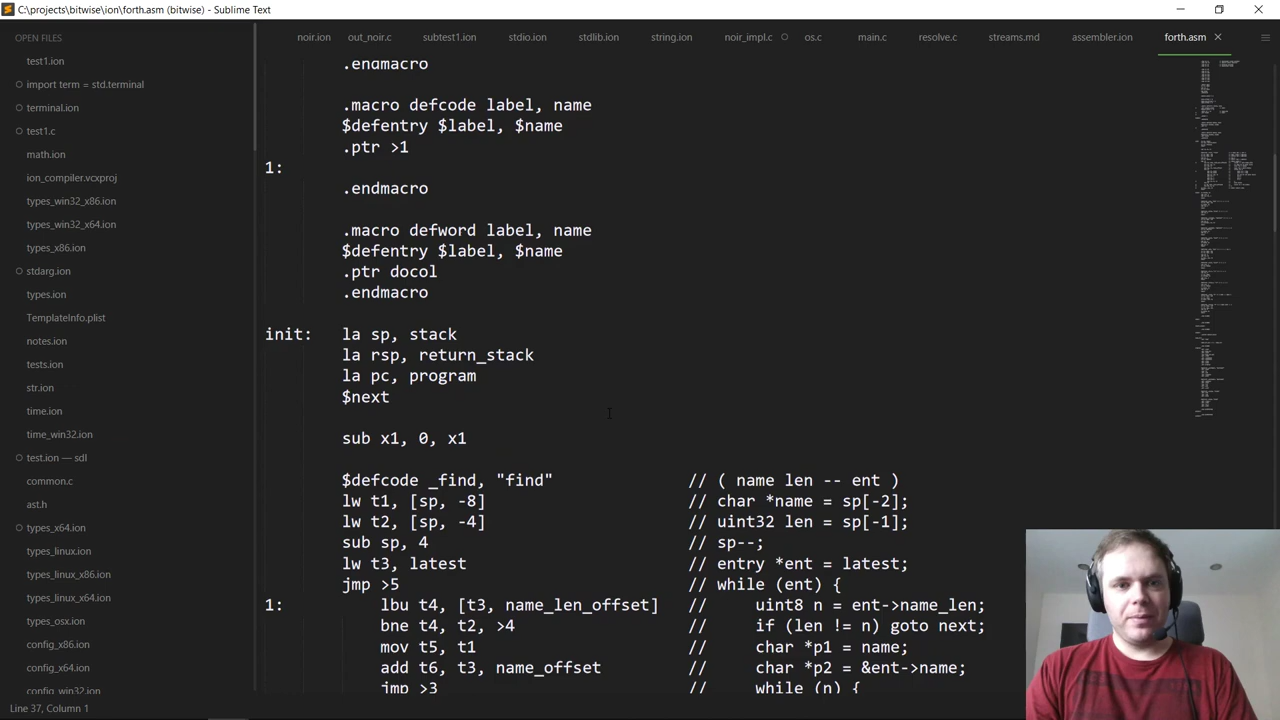 C:\projects\bitwise\ion\forth.asm (bitwise) - Sublime Text
OPEN FILES
test1.ion
import term = std.terminal
terminal.ion
test1.c
math.ion
ion_compiler.vcxproj
types_win32_x86.ion
types_win32_x64.ion
types_x86.ion
stdarg.ion
types.ion
TemplateInfo.plist
notes.ion
tests.ion
str.ion
time.ion
time_win32.ion
test.ion — sdl
common.c
ast.h
types_x64.ion
types_linux.ion
types_linux_x86.ion
types_linux_x64.ion
types_osx.ion
config_x86.ion
config_x64.ion
config_win32.ion
noir.ion out_noir.c subtest1.ion stdio.ion stdlib.ion string.ion noir_impl.c os.c main.c resolve.c streams.md assembler.ion forth.asm
.endmacro
.macro defcode label, name
$defentry $label, $name
.ptr >1
1:
.endmacro
.macro defword label, name
$defentry $label, $name
.ptr docol
.endmacro
init: la sp, stack
la rsp, return_stack
la pc, program
$next
sub x1, 0, x1
$defcode _find, "find" // ( name len -- ent )
lw t1, [sp, -8] // char *name = sp[-2];
lw t2, [sp, -4] // uint32 len = sp[-1];
sub sp, 4 // sp--;
lw t3, latest // entry *ent = latest;
jmp >5 // while (ent) {
1: lbu t4, [t3, name_len_offset] // uint8 n = ent->name_len;
bne t4, t2, >4 // if (len != n) goto next;
mov t5, t1 // char *p1 = name;
add t6, t3, name_offset // char *p2 = &ent->name;
jmp >3 // while (n) {
Line 37, Column 1